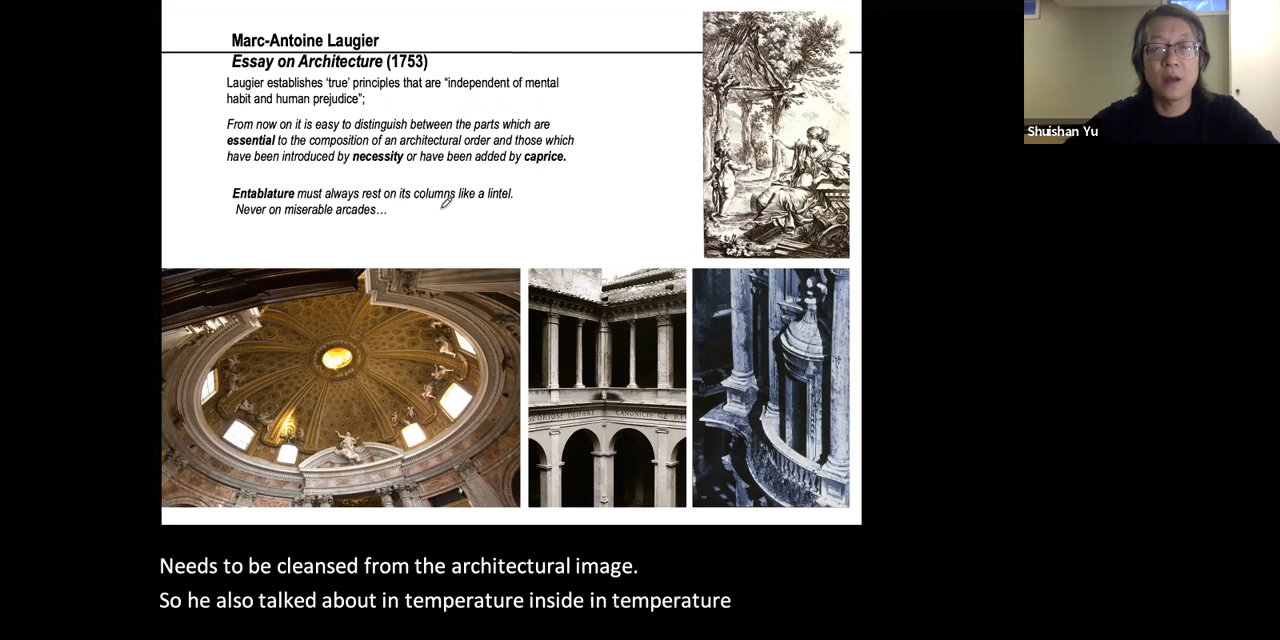 Marc-Antoine Laugier
Essay on Architecture (1753)
Laugier establishes ‘true’ principles that are “independent of mental
habit and human prejudice”;
From now on it is easy to distinguish between the parts which are
essential to the composition of an architectural order and those which
have been introduced by necessity or have been added by caprice.
Entablature must always rest on its columns like a lintel.
Never on miserable arcades…
Shuishan Yu
Needs to be cleansed from the architectural image.
So he also talked about in temperature inside in temperature